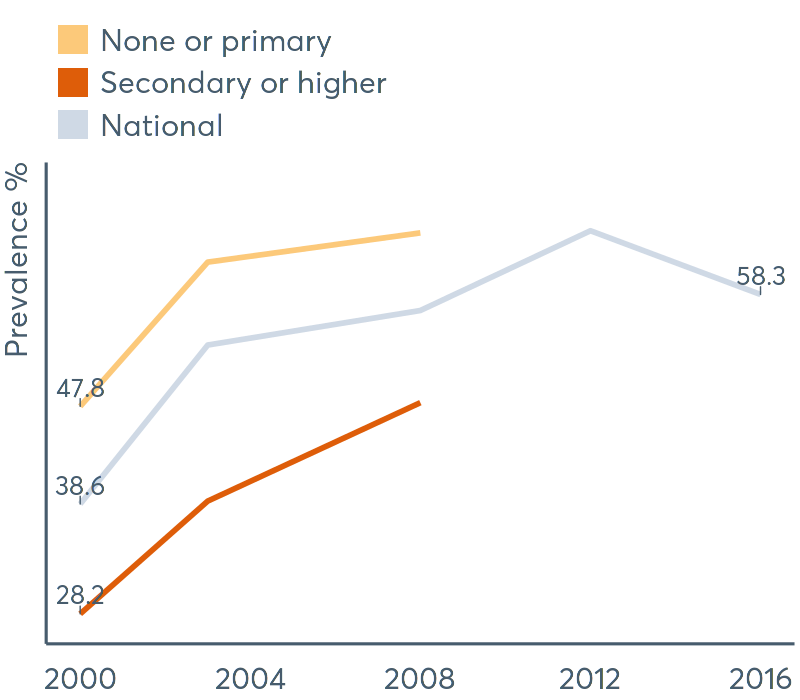 None or primary
Secondary or higher
National
Prevalence %
58.3
47.8
38.6
28.2
2000 2004 2008 2012 2016